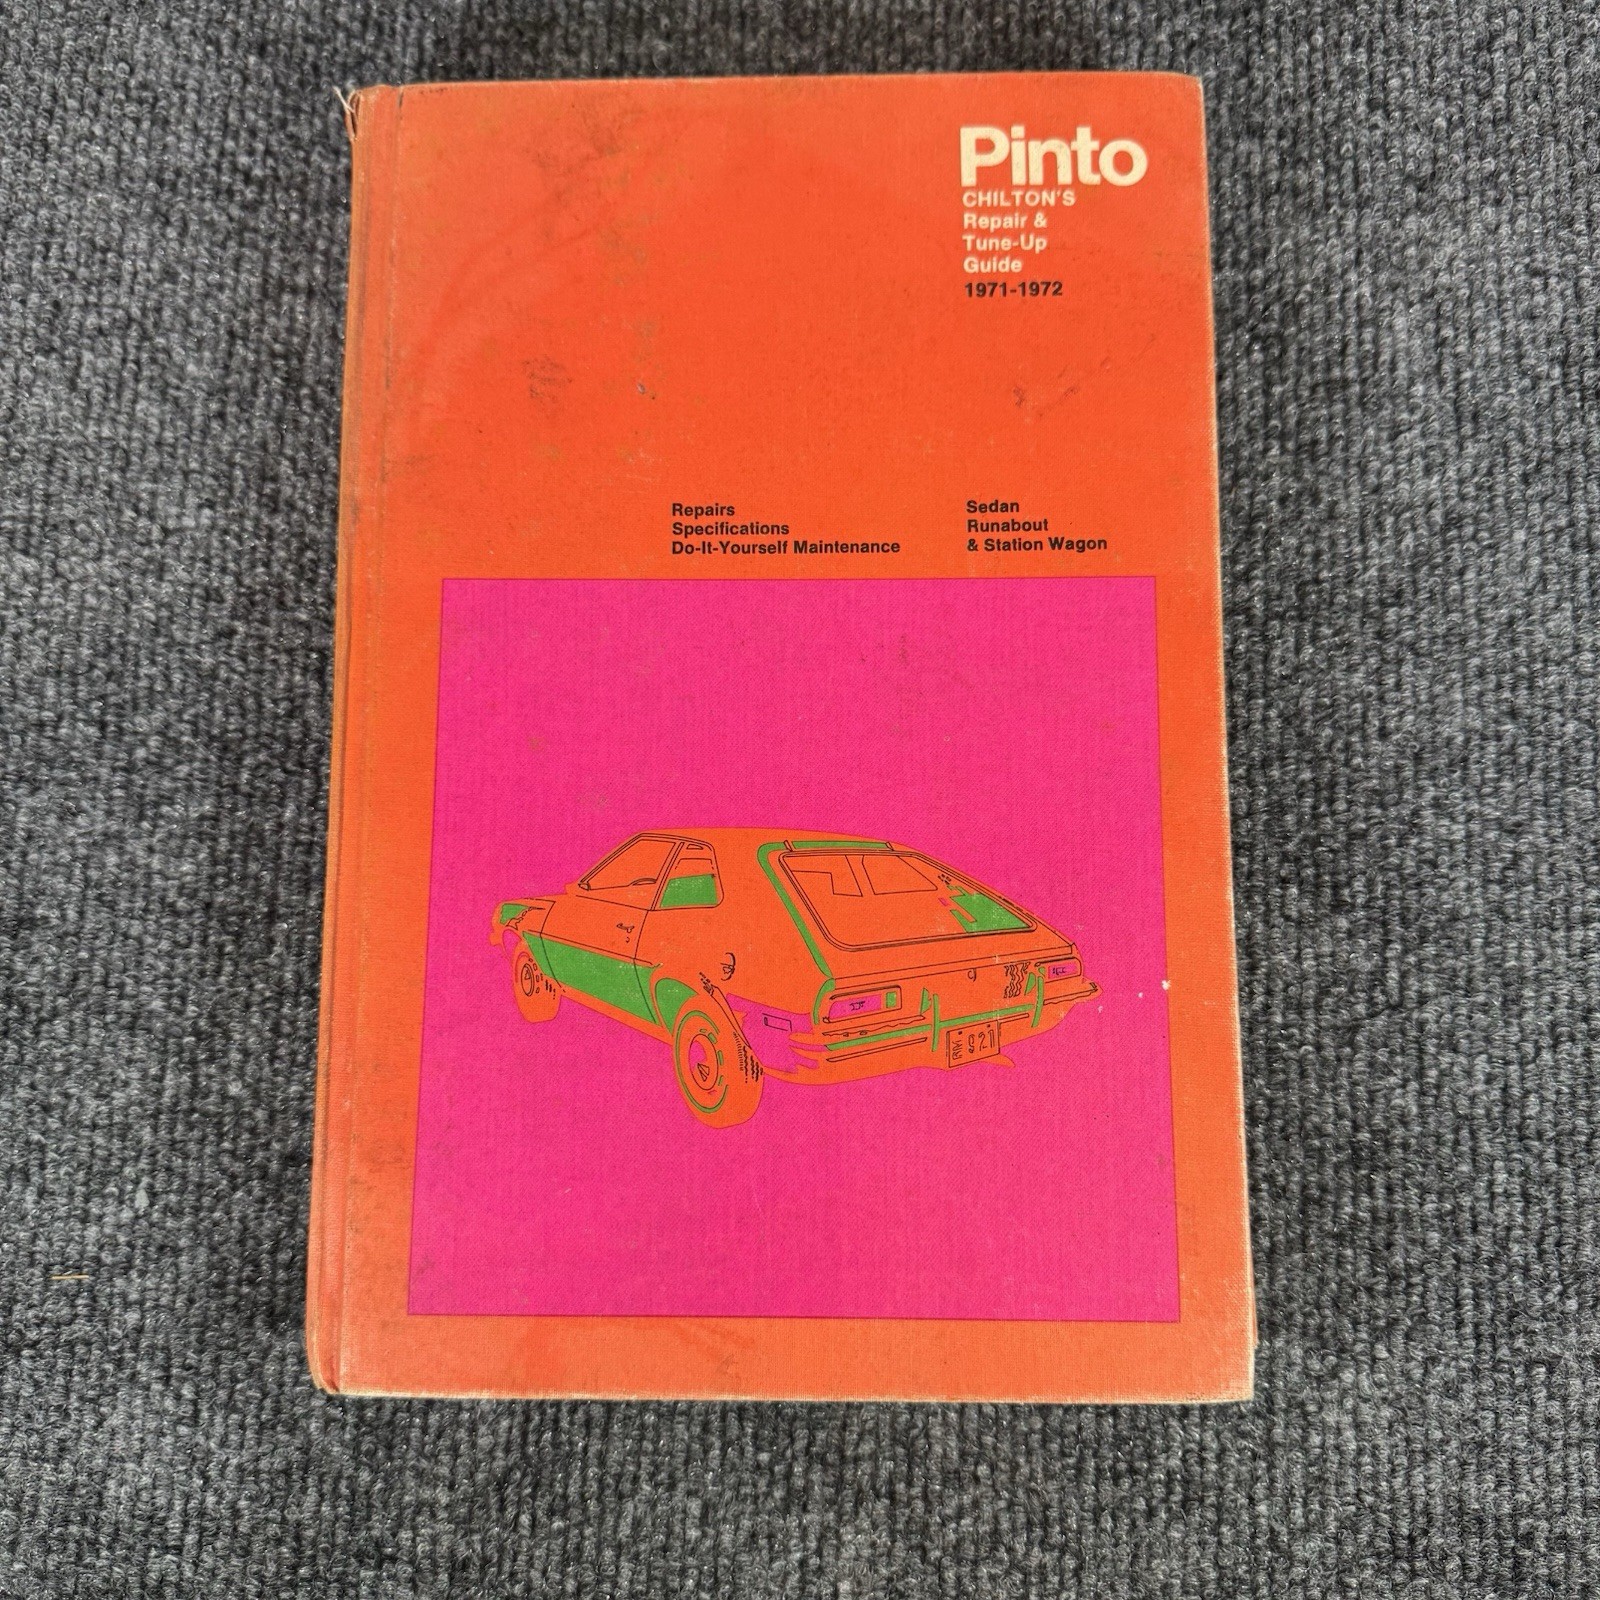 Pinto
CHILTON'S
Repair &
Tune-Up
Guide
1971-1972
Repairs
Specifications
Do-It-Yourself Maintenance
Sedan
Runabout
& Station Wagon